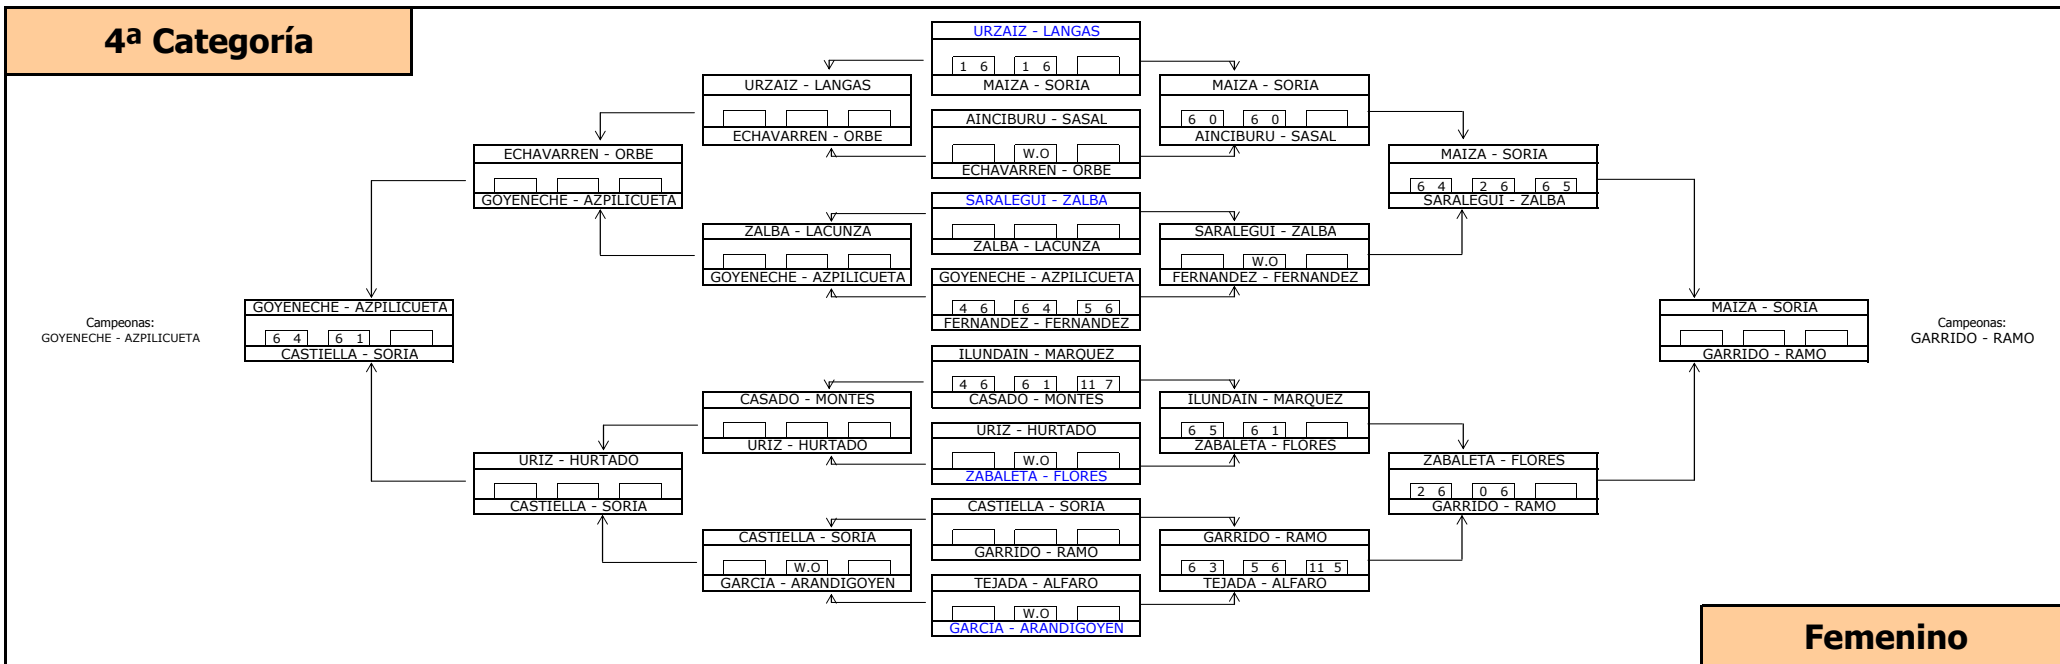 4ª Categoría
Campeonas:
GOYENECHE - AZPILICUETA
GOYENECHE - AZPILICUETA
6 4 6 1
CASTIELLA - SORIA
ECHAVARREN - ORBE
GOYENECHE - AZPILICUETA
URIZ - HURTADO
CASTIELLA - SORIA
URZAIZ - LANGAS
ECHAVARREN - ORBE
ZALBA - LACUNZA
GOYENECHE - AZPILICUETA
CASADO - MONTES
URIZ - HURTADO
CASTIELLA - SORIA
W.O
GARCIA - ARANDIGOYEN
URZAIZ - LANGAS
1 6 1 6
MAIZA - SORIA
AINCIBURU - SASAL
W.O
ECHAVARREN - ORBE
SARALEGUI - ZALBA
ZALBA - LACUNZA
GOYENECHE - AZPILICUETA
4 6 6 4 5 6
FERNANDEZ - FERNANDEZ
ILUNDAIN - MARQUEZ
4 6 6 1 11 7
CASADO - MONTES
URIZ - HURTADO
W.O
ZABALETA - FLORES
CASTIELLA - SORIA
GARRIDO - RAMO
TEJADA - ALFARO
W.O
GARCIA - ARANDIGOYEN
MAIZA - SORIA
6 0 6 0
AINCIBURU - SASAL
SARALEGUI - ZALBA
W.O
FERNANDEZ - FERNANDEZ
ILUNDAIN - MARQUEZ
6 5 6 1
ZABALETA - FLORES
GARRIDO - RAMO
6 3 5 6 11 5
TEJADA - ALFARO
MAIZA - SORIA
6 4 2 6 6 5
SARALEGUI - ZALBA
ZABALETA - FLORES
2 6 0 6
GARRIDO - RAMO
MAIZA - SORIA
GARRIDO - RAMO
Campeonas:
GARRIDO - RAMO
Femenino